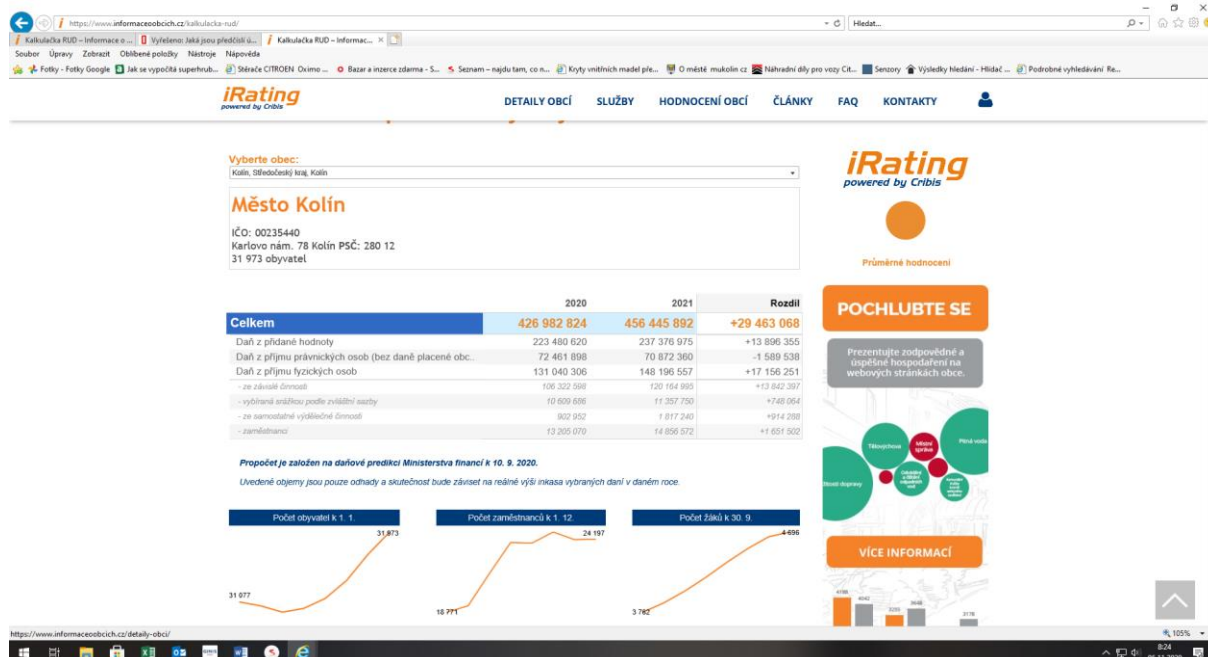 https://www.informaceoobcich.cz/kalkulacka-rud/
Hledat...
Kalkulačka RUD – Informace o ...
Vyřešeno: Jaká jsou předčíslí ú...
Kalkulačka RUD – Informac...
Soubor Úpravy Zobrazit Oblíbené položky Nástroje Nápověda
Fotky - Fotky Google
Jak se vypočítá superhrub...
Stěrače CITROEN Oximo ...
Bazar a inzerce zdarma - S...
Seznam – najdu tam, co n...
Kryty vnitřních madel pře...
O městě mukolin cz
Náhradní díly pro vozy Cit...
Senzory
Výsledky hledání - Hlídač ...
Podrobné vyhledávání Re...
iRating
powered by Cribis
DETAILY OBCÍ SLUŽBY HODNOCENÍ OBCÍ ČLÁNKY FAQ KONTAKTY
Vyberte obec:
Kolín, Středočeský kraj, Kolín
Město Kolín
IČO: 00235440
Karlovo nám. 78 Kolín PSČ: 280 12
31 973 obyvatel
2020 2021 Rozdíl
Celkem 426 982 824 456 445 892 +29 463 068
Daň z přidané hodnoty 223 480 620 237 376 975 +13 896 355
Daň z příjmu právnických osob (bez daně placené obc.. 72 461 898 70 872 360 -1 589 538
Daň z příjmu fyzických osob 131 040 306 148 196 557 +17 156 251
- ze závislé činnosti 106 322 598 120 164 995 +13 842 397
- vybíraná srážkou podle zvláštní sazby 10 609 686 11 357 750 +748 064
- ze samostatné výdělečné činnosti 902 952 1 817 240 +914 288
- zaměstnanci 13 205 070 14 856 572 +1 651 502
Propočet je založen na daňové predikci Ministerstva financí k 10. 9. 2020.
Uvedené objemy jsou pouze odhady a skutečnost bude záviset na reálné výši inkasa vybraných daní v daném roce.
Počet obyvatel k 1. 1.
31 973
31 077
Počet zaměstnanců k 1. 12.
24 197
18 771
Počet žáků k 30. 9.
4 696
3 782
iRating
powered by Cribis
Průměrné hodnocení
POCHLUBTE SE
Prezentujte zodpovědné a
úspěšné hospodaření na
webových stránkách obce.
Tělovýchova
Místní
správa
Pitná voda
VÍCE INFORMACÍ
https://www.informaceoobcich.cz/detaily-obci/
105%
8:24